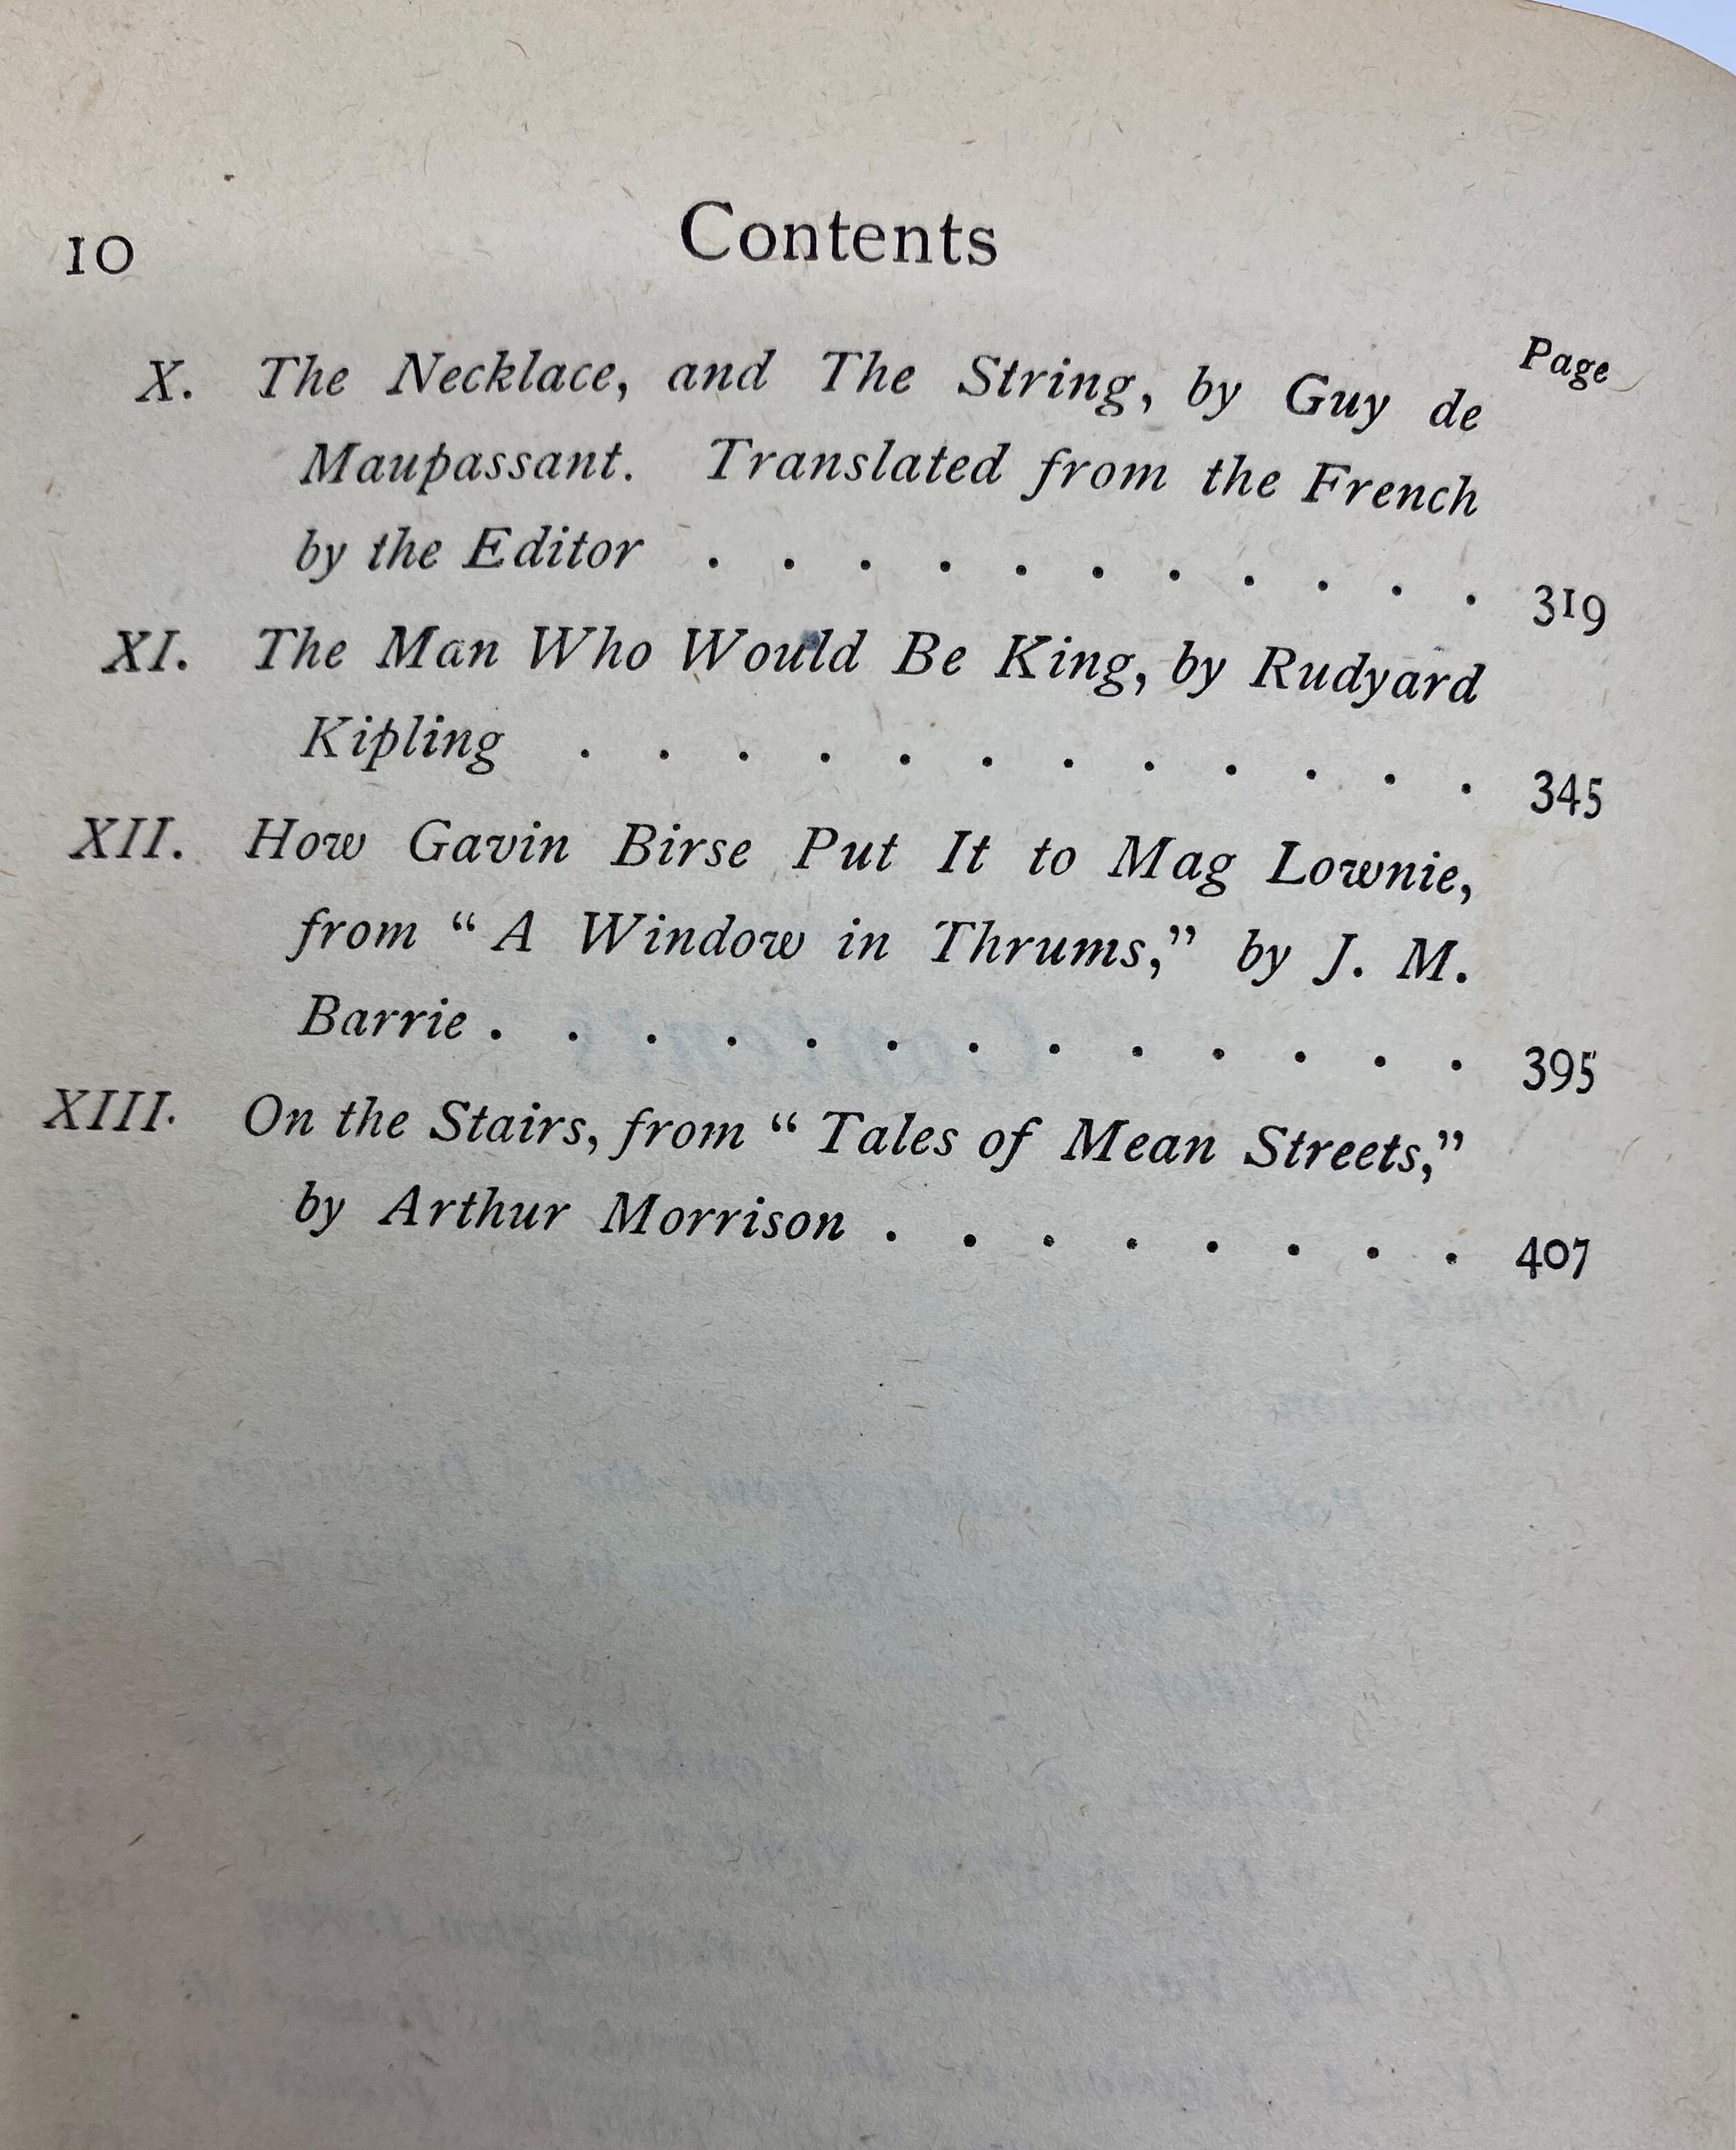 10 Contents
Page
X. The Necklace, and The String, by Guy de
Maupassant. Translated from the French
by the Editor . . . . . . . . . . . 319
XI. The Man Who Would Be King, by Rudyard
Kipling . . . . . . . . . . . . 345
XII. How Gavin Birse Put It to Mag Lownie,
from “A Window in Thrums,” by J. M.
Barrie . . . . . . . . . . . . . 395
XIII. On the Stairs, from “Tales of Mean Streets,”
by Arthur Morrison . . . . . . . . 407